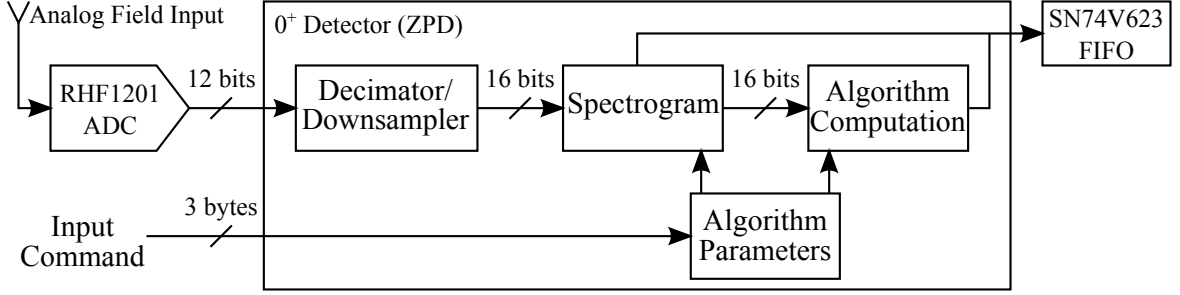 Analog Field Input
0+ Detector (ZPD)
SN74V623
FIFO
RHF1201
ADC
12 bits
Decimator/
Downsampler
16 bits
Spectrogram
16 bits
Algorithm
Computation
Input
Command
3 bytes
Algorithm
Parameters